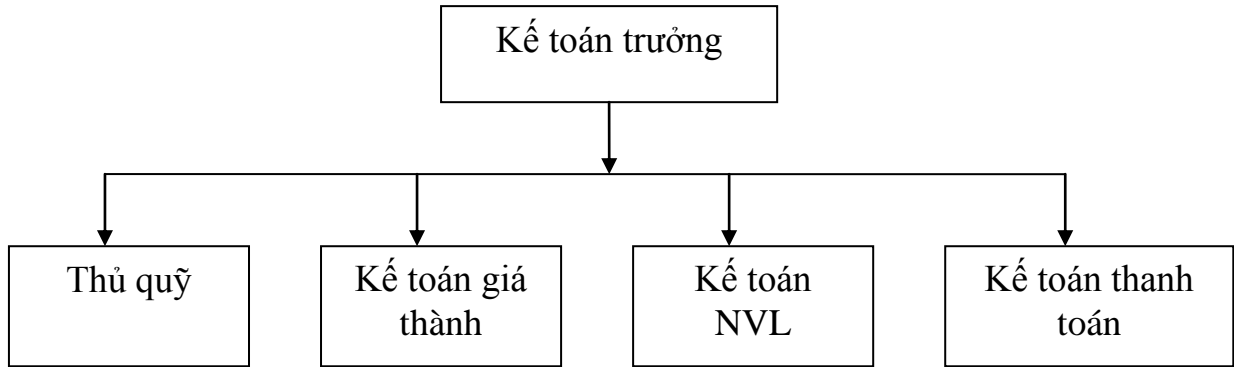 Kế toán trưởng
Thủ quỹ
Kế toán giá
thành
Kế toán
NVL
Kế toán thanh
toán